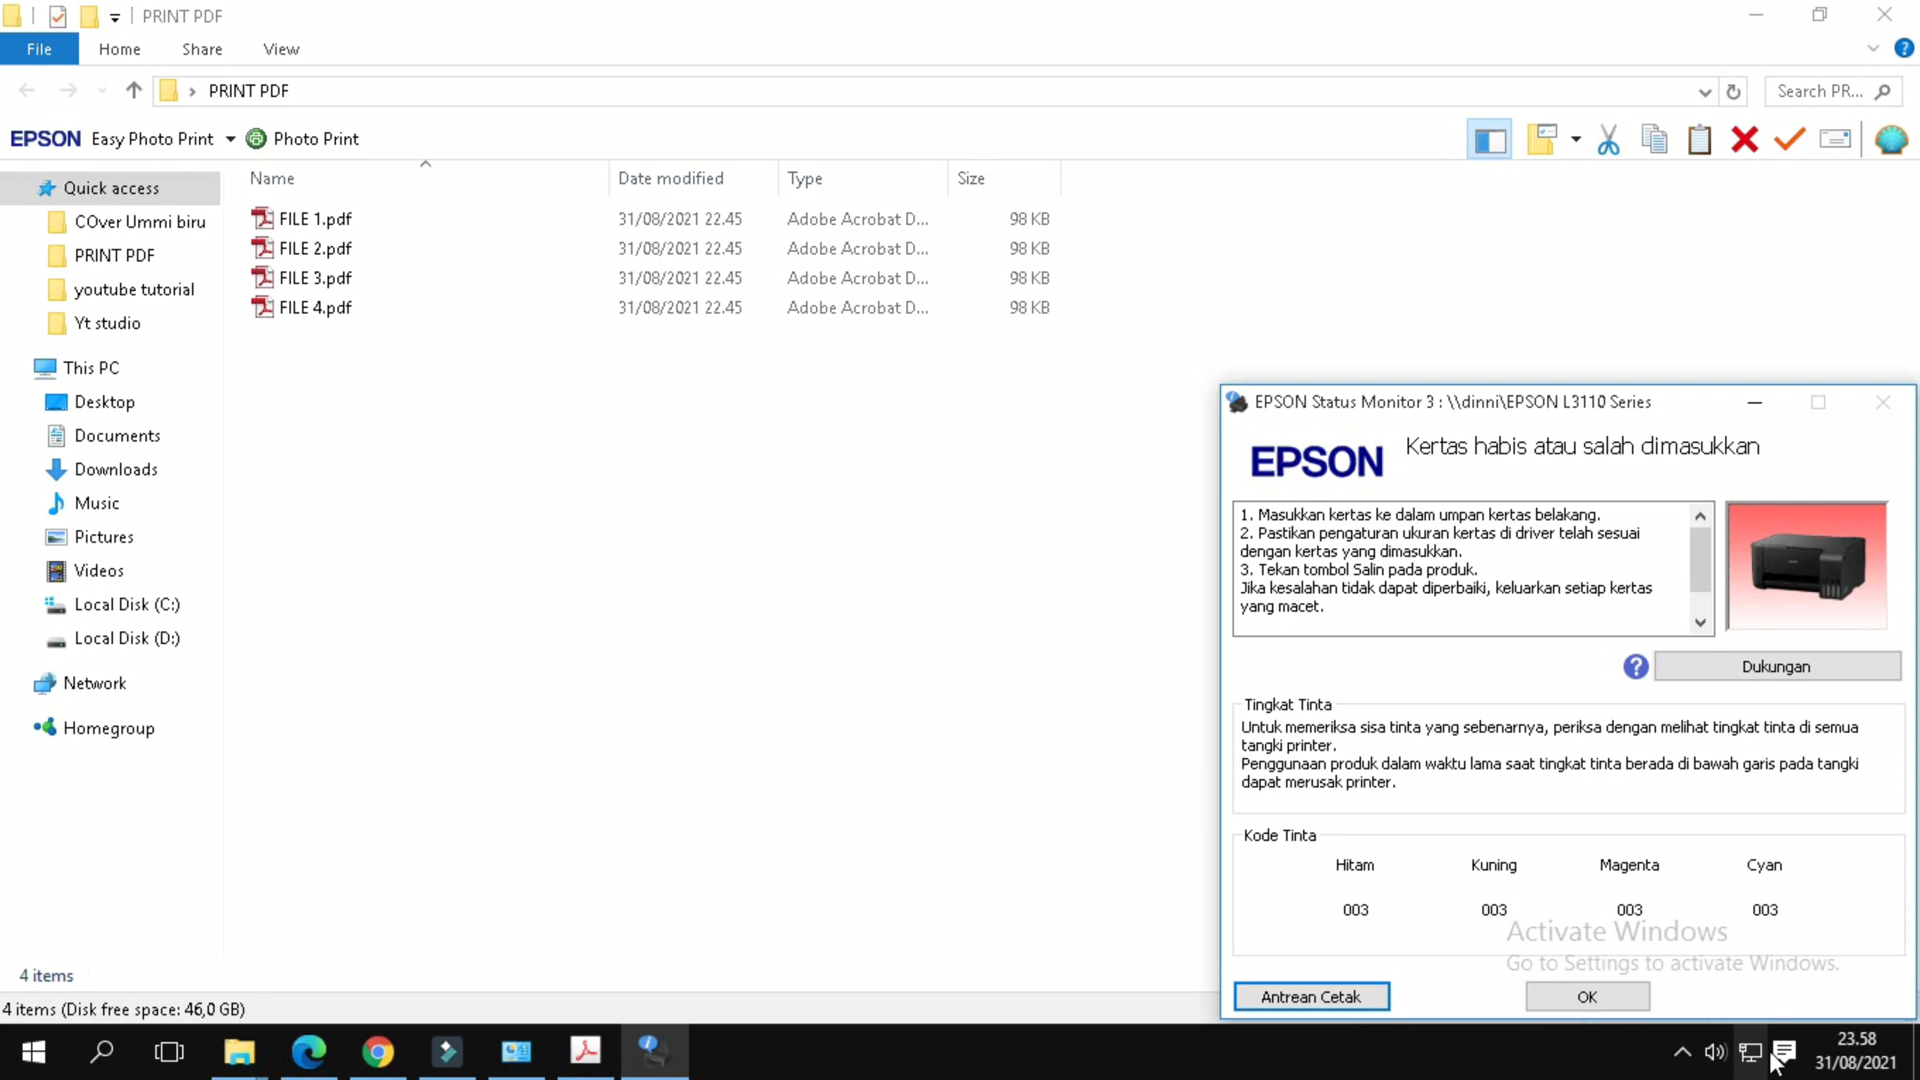 PRINT PDF
File Home Share View
PRINT PDF
Search PR...
EPSON Easy Photo Print Photo Print
Name Date modified Type Size
FILE 1.pdf 31/08/2021 22.45 Adobe Acrobat D... 98 KB
FILE 2.pdf 31/08/2021 22.45 Adobe Acrobat D... 98 KB
FILE 3.pdf 31/08/2021 22.45 Adobe Acrobat D... 98 KB
FILE 4.pdf 31/08/2021 22.45 Adobe Acrobat D... 98 KB
Quick access
COver Ummi biru
PRINT PDF
youtube tutorial
Yt studio
This PC
Desktop
Documents
Downloads
Music
Pictures
Videos
Local Disk (C:)
Local Disk (D:)
Network
Homegroup
4 items
4 items (Disk free space: 46,0 GB)
EPSON Status Monitor 3 : \\dinni\EPSON L3110 Series
EPSON
Kertas habis atau salah dimasukkan
1. Masukkan kertas ke dalam umpan kertas belakang.
2. Pastikan pengaturan ukuran kertas di driver telah sesuai
dengan kertas yang dimasukkan.
3. Tekan tombol Salin pada produk.
Jika kesalahan tidak dapat diperbaiki, keluarkan setiap kertas
yang macet.
Dukungan
Tingkat Tinta
Untuk memeriksa sisa tinta yang sebenarnya, periksa dengan melihat tingkat tinta di semua
tangki printer.
Penggunaan produk dalam waktu lama saat tingkat tinta berada di bawah garis pada tangki
dapat merusak printer.
Kode Tinta
Hitam Kuning Magenta Cyan
003 003 003 003
Activate Windows
Go to Settings to activate Windows.
Antrean Cetak OK
23.58
31/08/2021